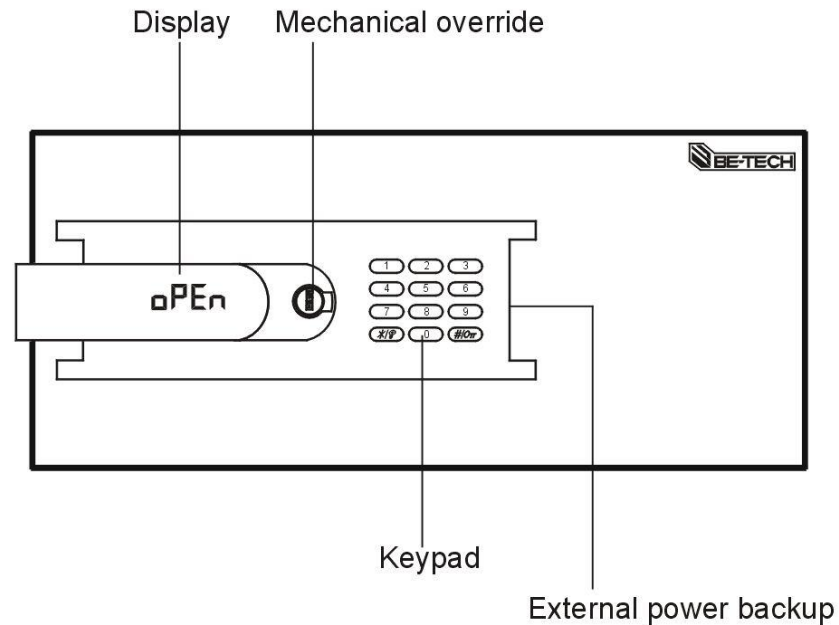 Display Mechanical override
BE-TECH
1 2 3
oPEn
4 5 6
7 8 9
0 #/On
Keypad
External power backup